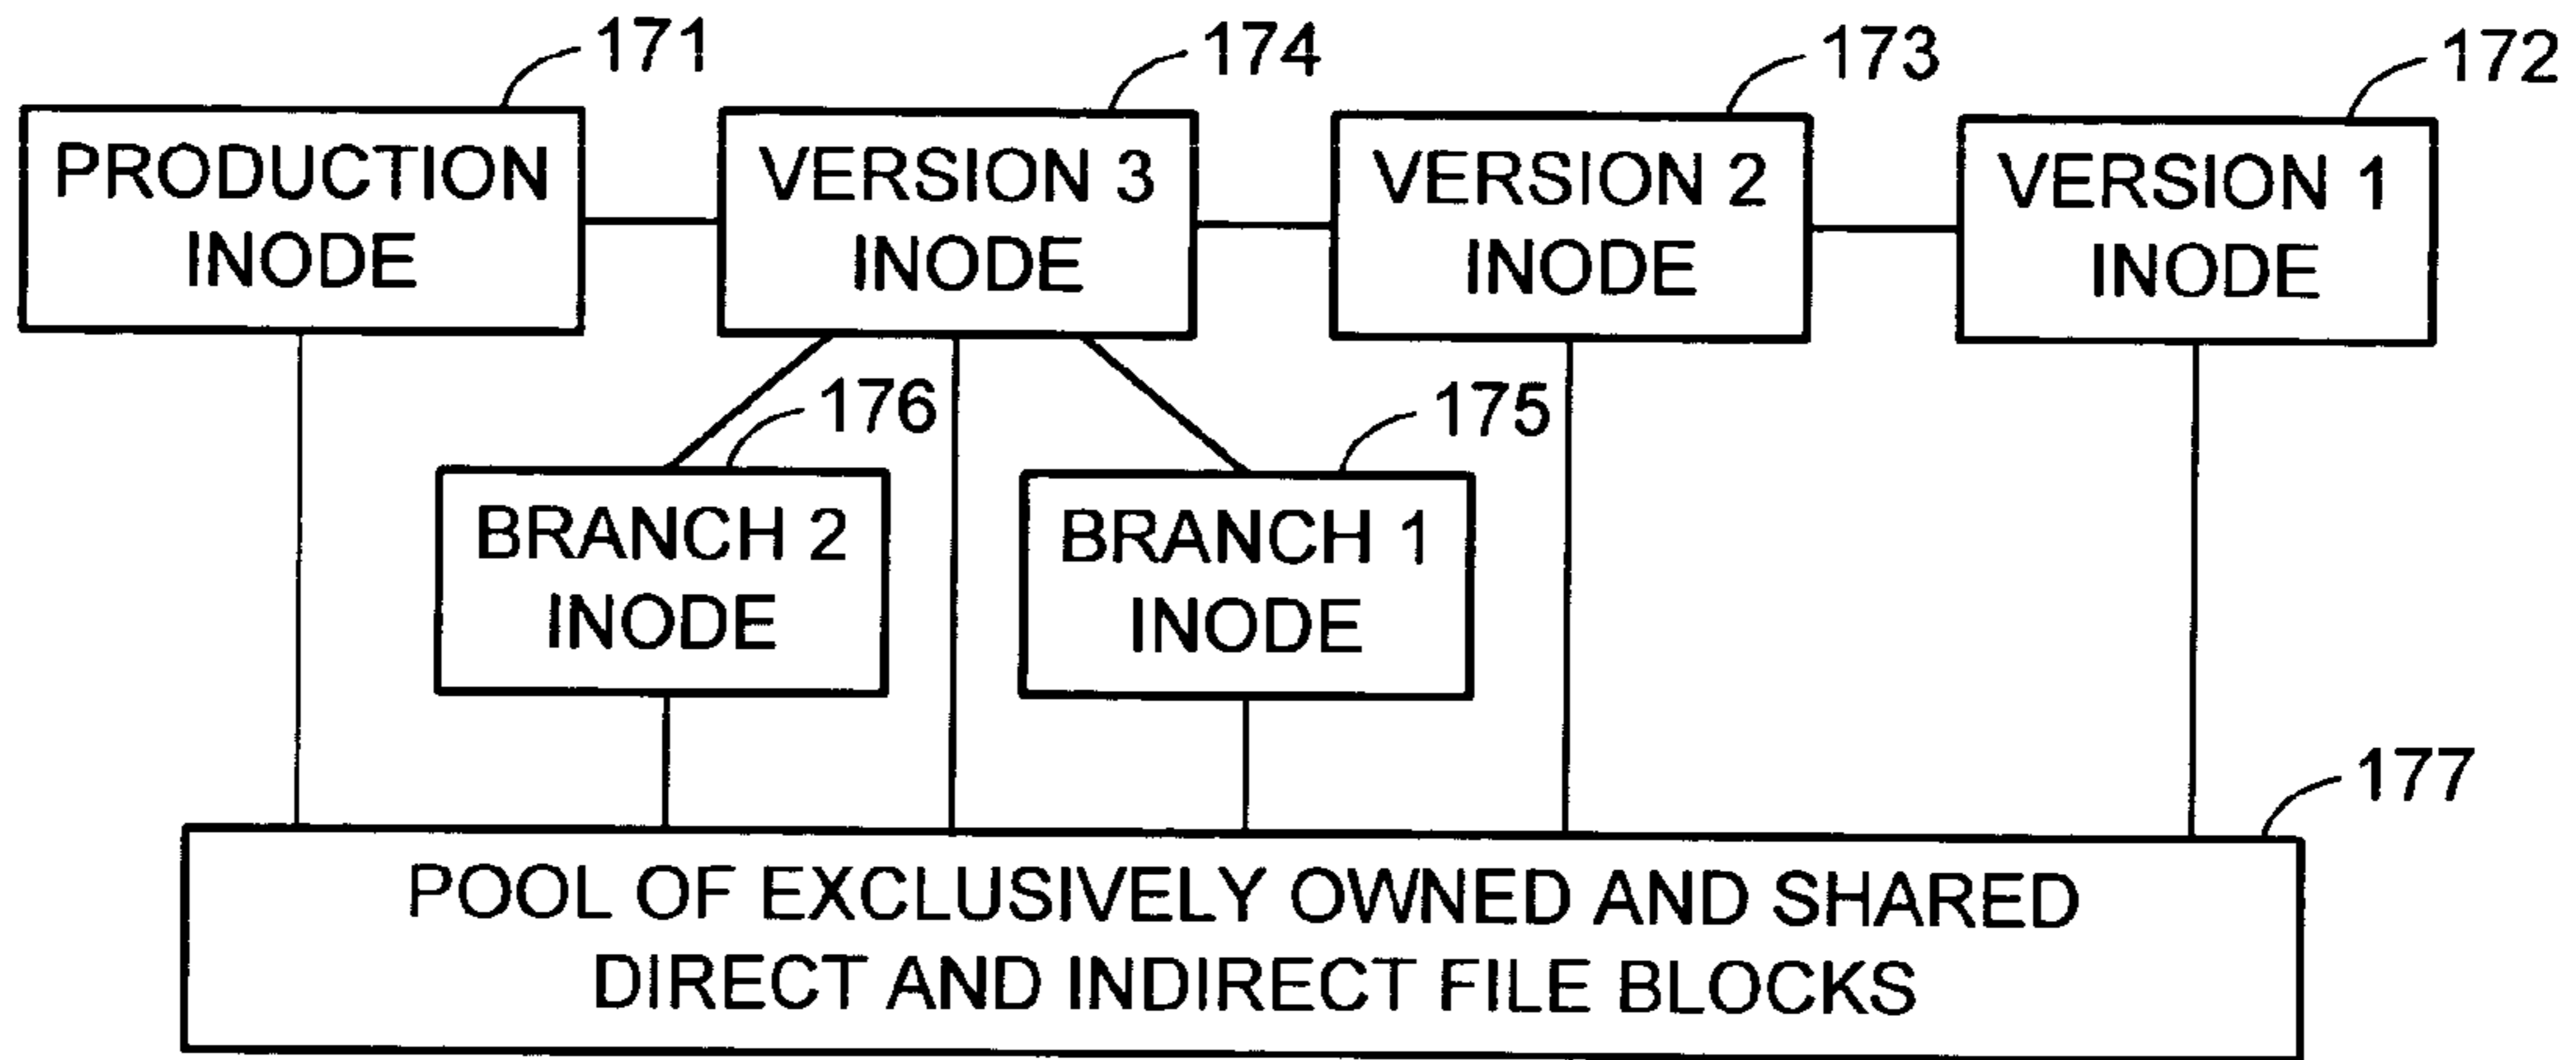 171
174
173
172
PRODUCTION
INODE
VERSION 3
INODE
VERSION 2
INODE
VERSION 1
INODE
176
175
BRANCH 2
INODE
BRANCH 1
INODE
177
POOL OF EXCLUSIVELY OWNED AND SHARED
DIRECT AND INDIRECT FILE BLOCKS